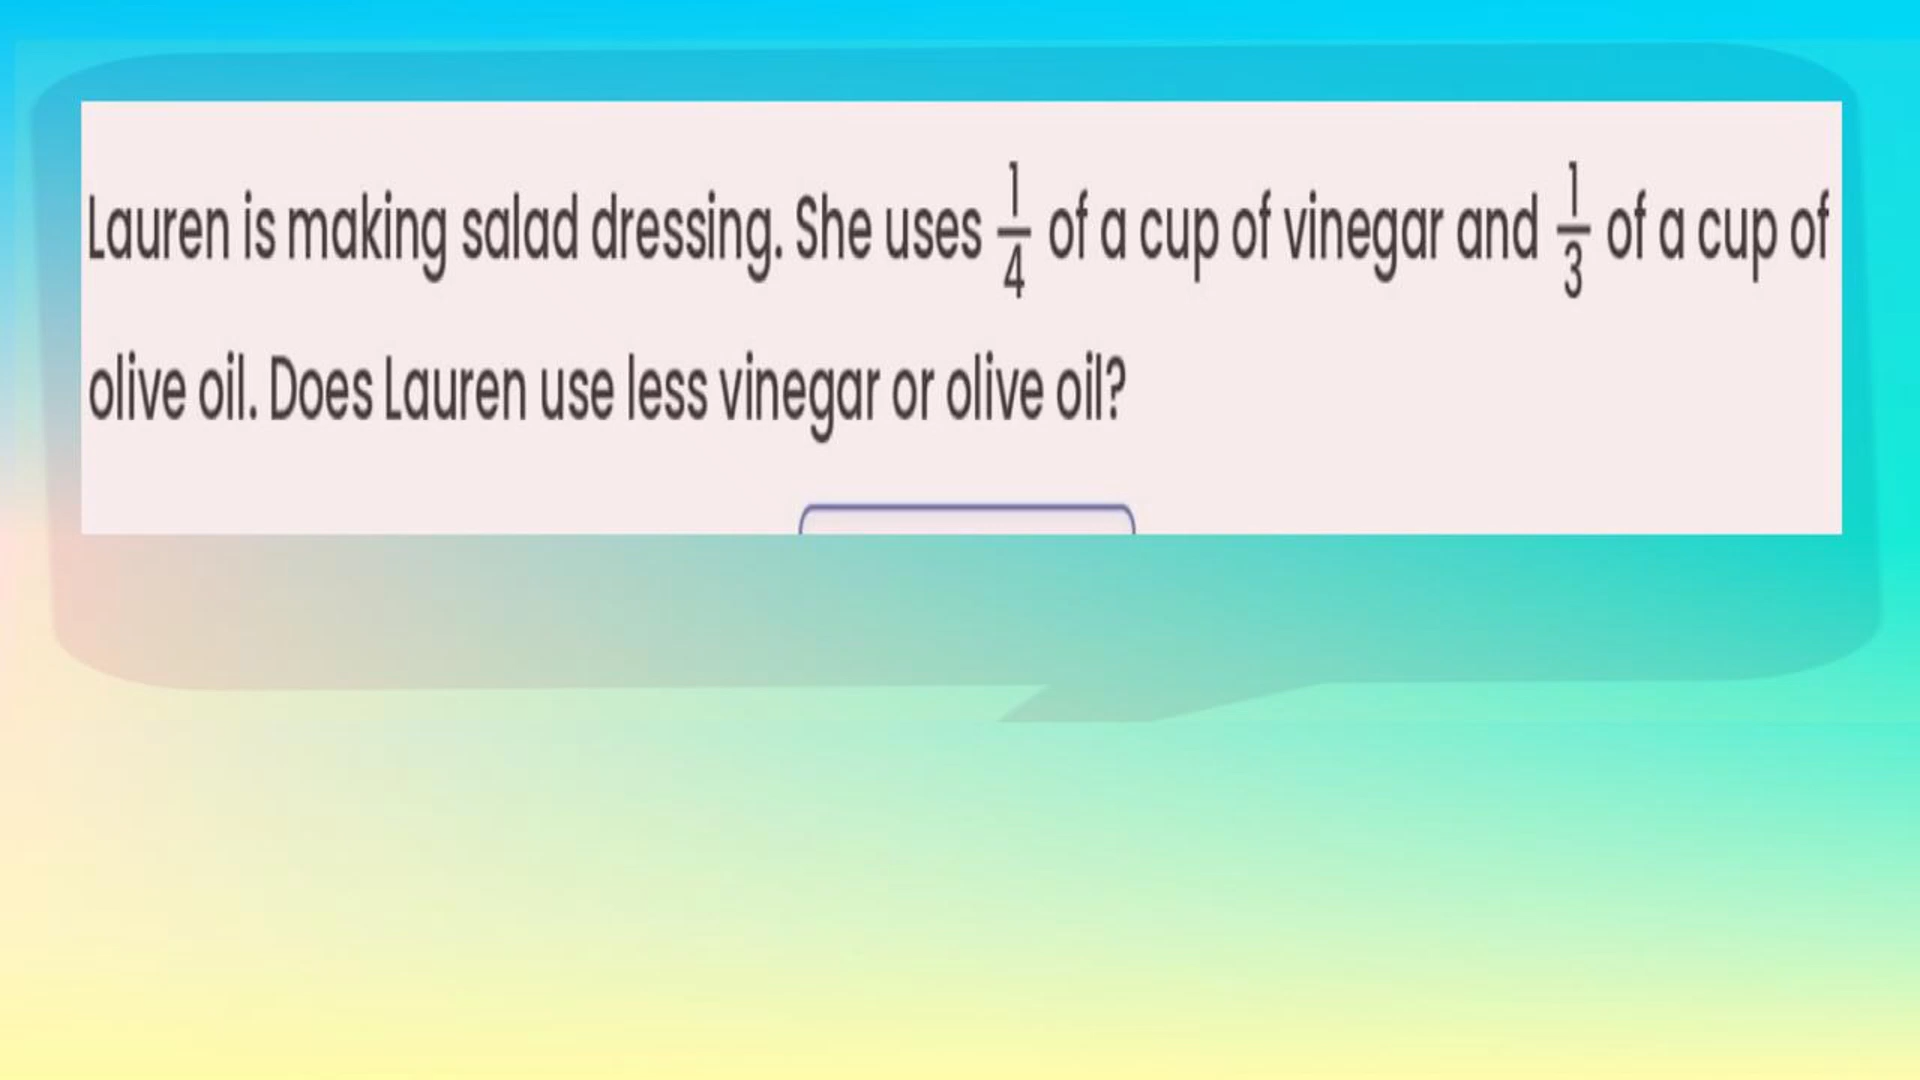 Lauren is making salad dressing. She uses 1/4 of a cup of vinegar and 1/3 of a cup of
olive oil. Does Lauren use less vinegar or olive oil?